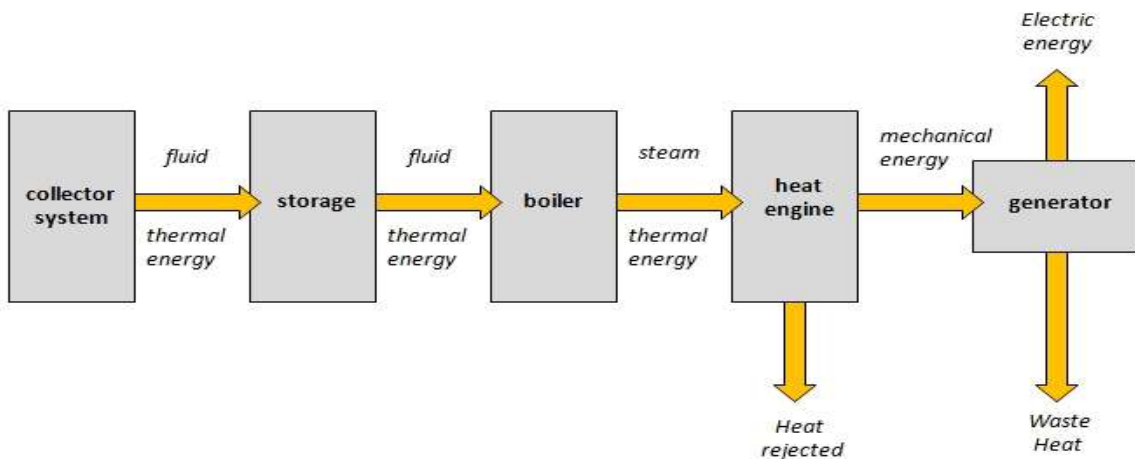 Electric
energy
collector
system
fluid
thermal
energy
storage
fluid
thermal
energy
boiler
steam
thermal
energy
heat
engine
mechanical
energy
generator
Heat
rejected
Waste
Heat